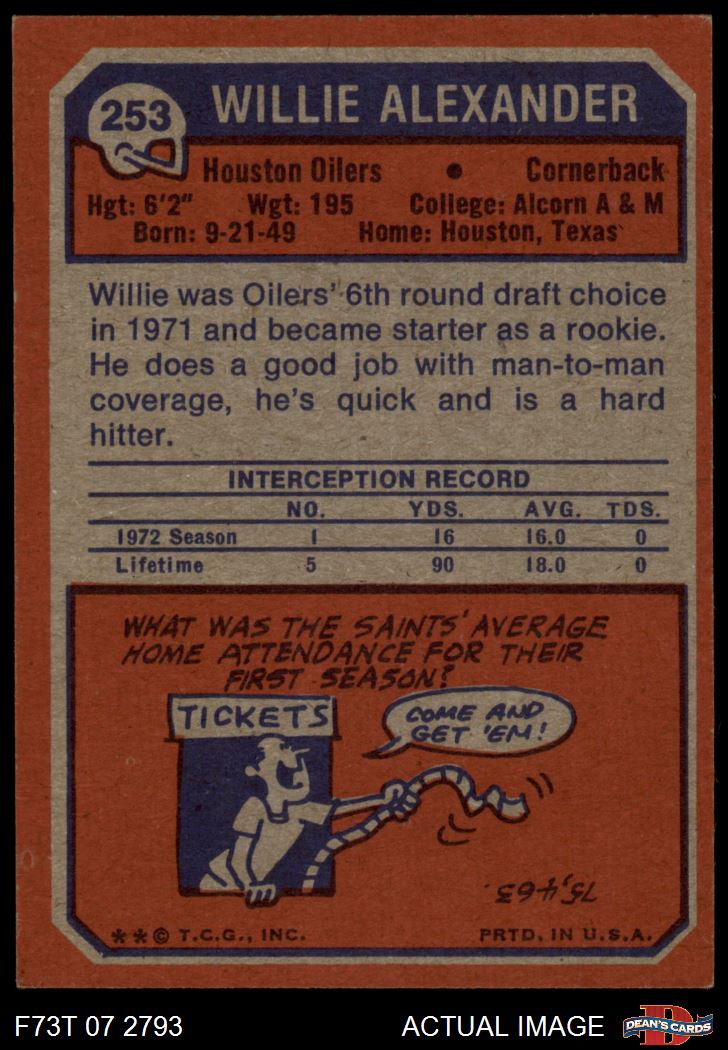 253
WILLIE ALEXANDER
Houston Oilers • Cornerback
Hgt: 6'2" Wgt: 195 College: Alcorn A & M
Born: 9-21-49 Home: Houston, Texas
Willie was Oilers' 6th round draft choice
in 1971 and became starter as a rookie.
He does a good job with man-to-man
coverage, he's quick and is a hard
hitter.
INTERCEPTION RECORD
NO. YDS. AVG. TDS.
1972 Season 1 16 16.0 0
Lifetime 5 90 18.0 0
WHAT WAS THE SAINTS' AVERAGE
HOME ATTENDANCE FOR THEIR
FIRST SEASON?
TICKETS
COME AND
GET 'EM!
75,463.
** © T.C.G., INC. PRTD. IN U.S.A.
F73T 07 2793 ACTUAL IMAGE
D
DEAN'S CARDS